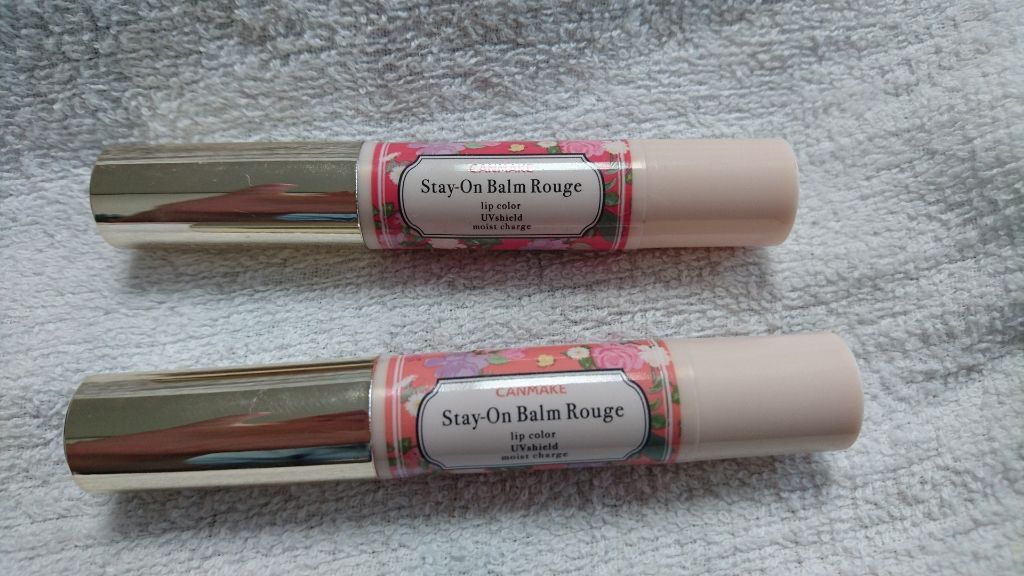 CANMAKE
Stay-On Balm Rouge
lip color
UVshield
moist charge
CANMAKE
Stay-On Balm Rouge
lip color
UVshield
moist charge